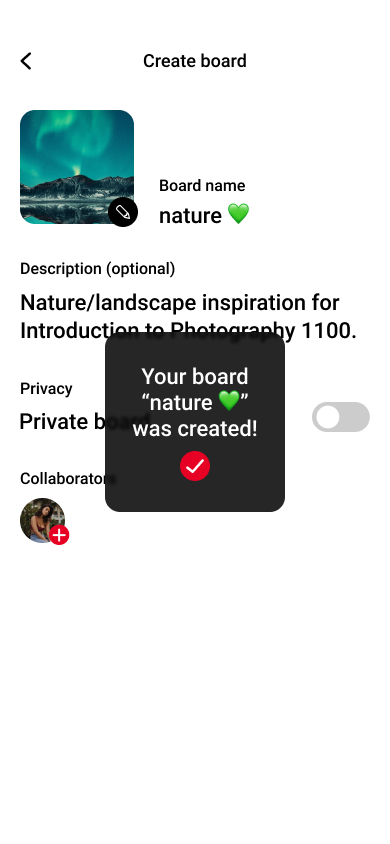 Create board
Board name
nature 💚
Description (optional)
Nature/landscape inspiration for
Introduction to Photography 1100.
Privacy
Private board
Collaborators
Your board
“nature 💚”
was created!